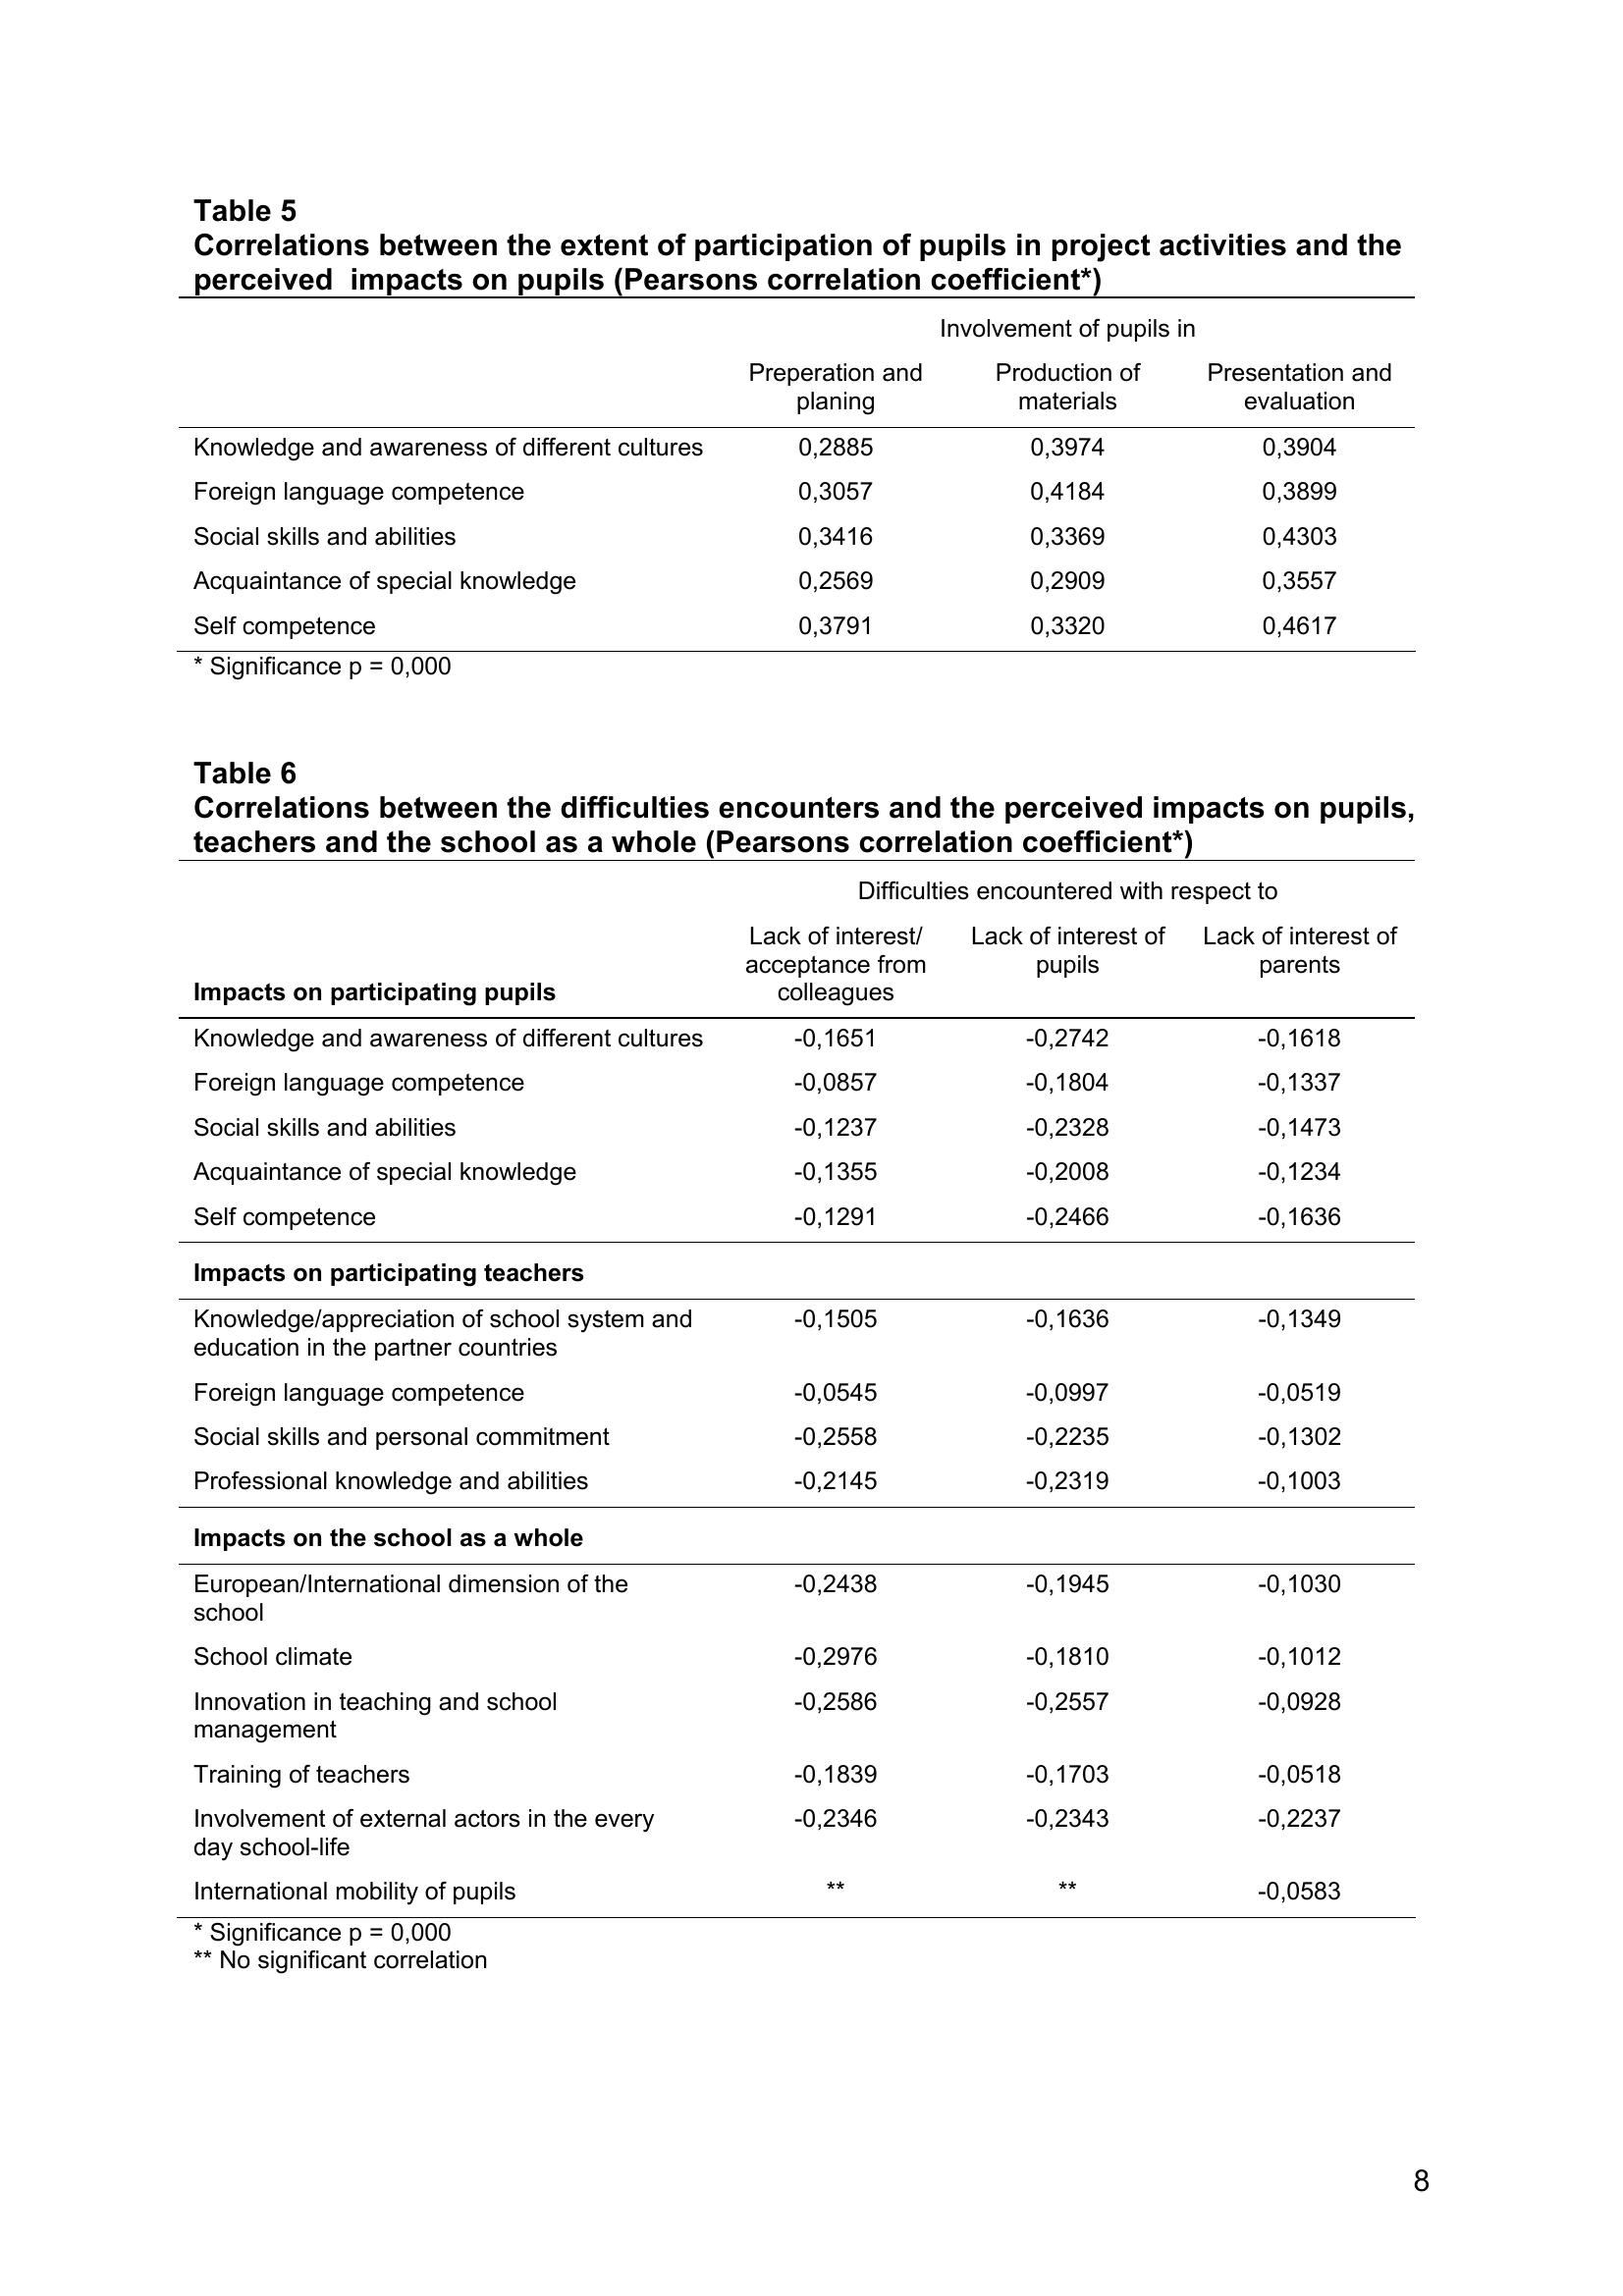 Table 5
Correlations between the extent of participation of pupils in project activities and the
perceived  impacts on pupils (Pearsons correlation coefficient*)
Involvement of pupils in
Preperation and Production of Presentation and
planing materials evaluation
Knowledge and awareness of different cultures 0,2885 0,3974 0,3904
Foreign language competence 0,3057 0,4184 0,3899
Social skills and abilities 0,3416 0,3369 0,4303
Acquaintance of special knowledge 0,2569 0,2909 0,3557
Self competence 0,3791 0,3320 0,4617
* Significance p = 0,000
Table 6
Correlations between the difficulties encounters and the perceived impacts on pupils,
teachers and the school as a whole (Pearsons correlation coefficient*)
Difficulties encountered with respect to
Lack of interest/ Lack of interest of Lack of interest of
acceptance from pupils parents
Impacts on participating pupils colleagues
Knowledge and awareness of different cultures -0,1651 -0,2742 -0,1618
Foreign language competence -0,0857 -0,1804 -0,1337
Social skills and abilities -0,1237 -0,2328 -0,1473
Acquaintance of special knowledge -0,1355 -0,2008 -0,1234
Self competence -0,1291 -0,2466 -0,1636
Impacts on participating teachers
Knowledge/appreciation of school system and -0,1505 -0,1636 -0,1349
education in the partner countries
Foreign language competence -0,0545 -0,0997 -0,0519
Social skills and personal commitment -0,2558 -0,2235 -0,1302
Professional knowledge and abilities -0,2145 -0,2319 -0,1003
Impacts on the school as a whole
European/International dimension of the -0,2438 -0,1945 -0,1030
school
School climate -0,2976 -0,1810 -0,1012
Innovation in teaching and school -0,2586 -0,2557 -0,0928
management
Training of teachers -0,1839 -0,1703 -0,0518
Involvement of external actors in the every -0,2346 -0,2343 -0,2237
day school-life
International mobility of pupils ** ** -0,0583
* Significance p = 0,000
** No significant correlation
8